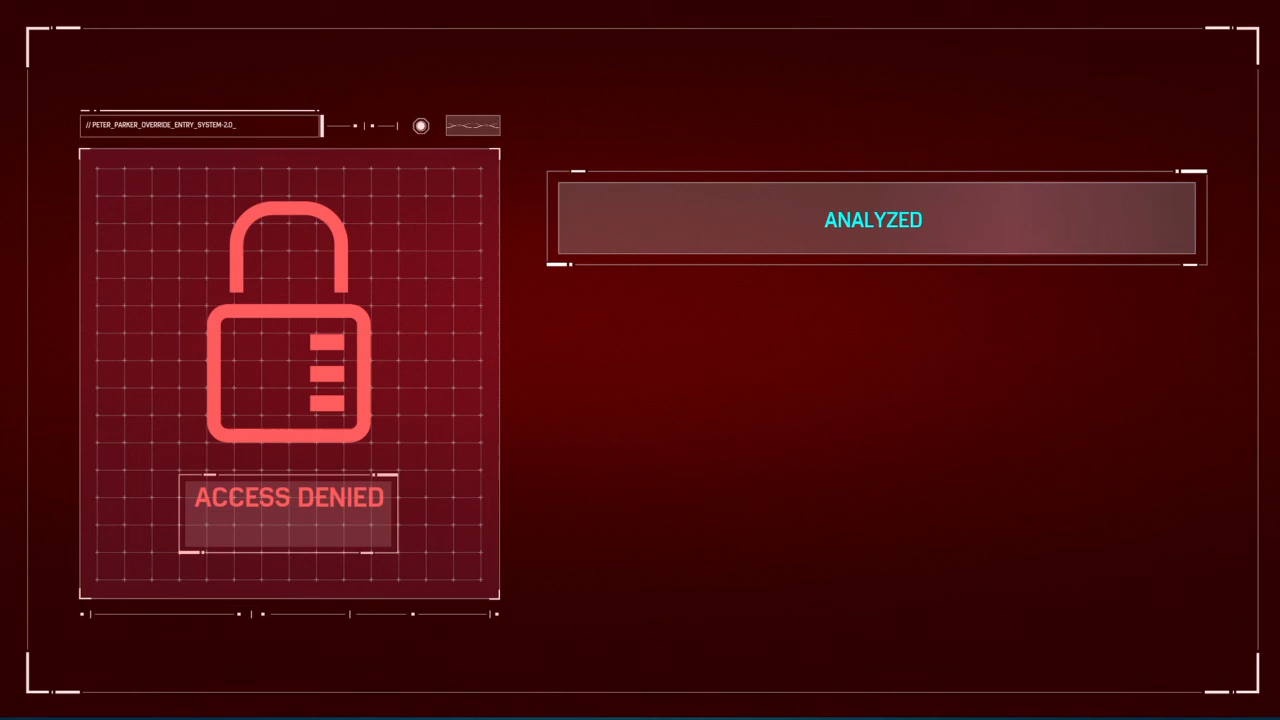 // PETER_PARKER_OVERRIDE_ENTRY_SYSTEM-2.0_
ANALYZED
ACCESS DENIED